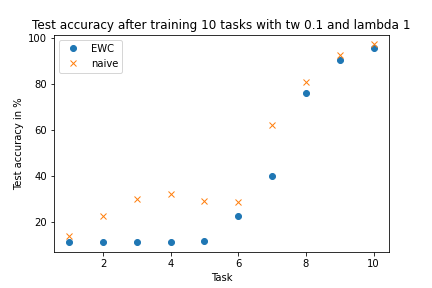 Test accuracy after training 10 tasks with tw 0.1 and lambda 1
100
80
60
40
20
Test accuracy in %
EWC
naive
2
4
6
8
10
Task